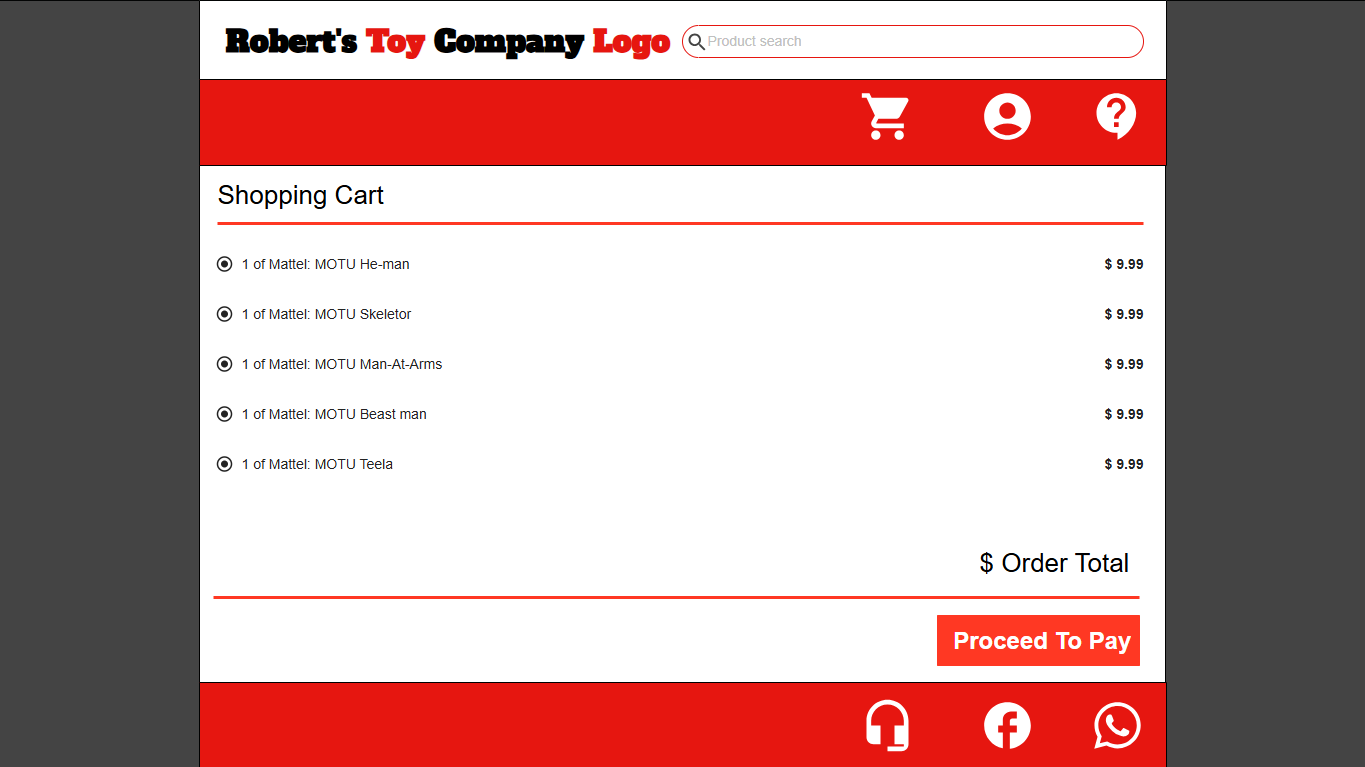 Robert's Toy Company Logo
Product search
Shopping Cart
1 of Mattel: MOTU He-man $ 9.99
1 of Mattel: MOTU Skeletor $ 9.99
1 of Mattel: MOTU Man-At-Arms $ 9.99
1 of Mattel: MOTU Beast man $ 9.99
1 of Mattel: MOTU Teela $ 9.99
$ Order Total
Proceed To Pay